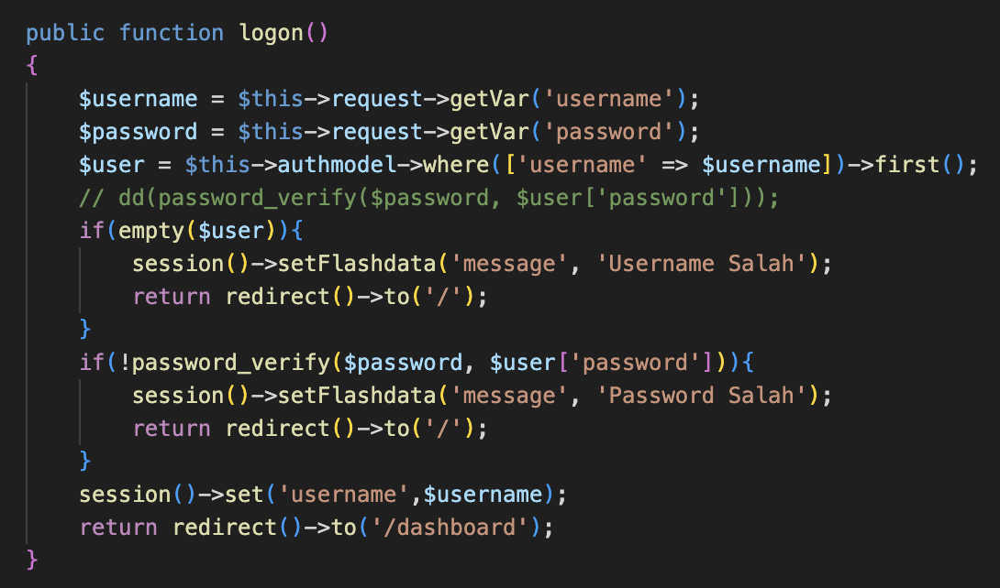 public function logon()
{
    $username = $this->request->getVar('username');
    $password = $this->request->getVar('password');
    $user = $this->authmodel->where(['username' => $username])->first();
    // dd(password_verify($password, $user['password']));
    if(empty($user)){
        session()->setFlashdata('message', 'Username Salah');
        return redirect()->to('/');
    }
    if(!password_verify($password, $user['password'])){
        session()->setFlashdata('message', 'Password Salah');
        return redirect()->to('/');
    }
    session()->set('username',$username);
    return redirect()->to('/dashboard');
}